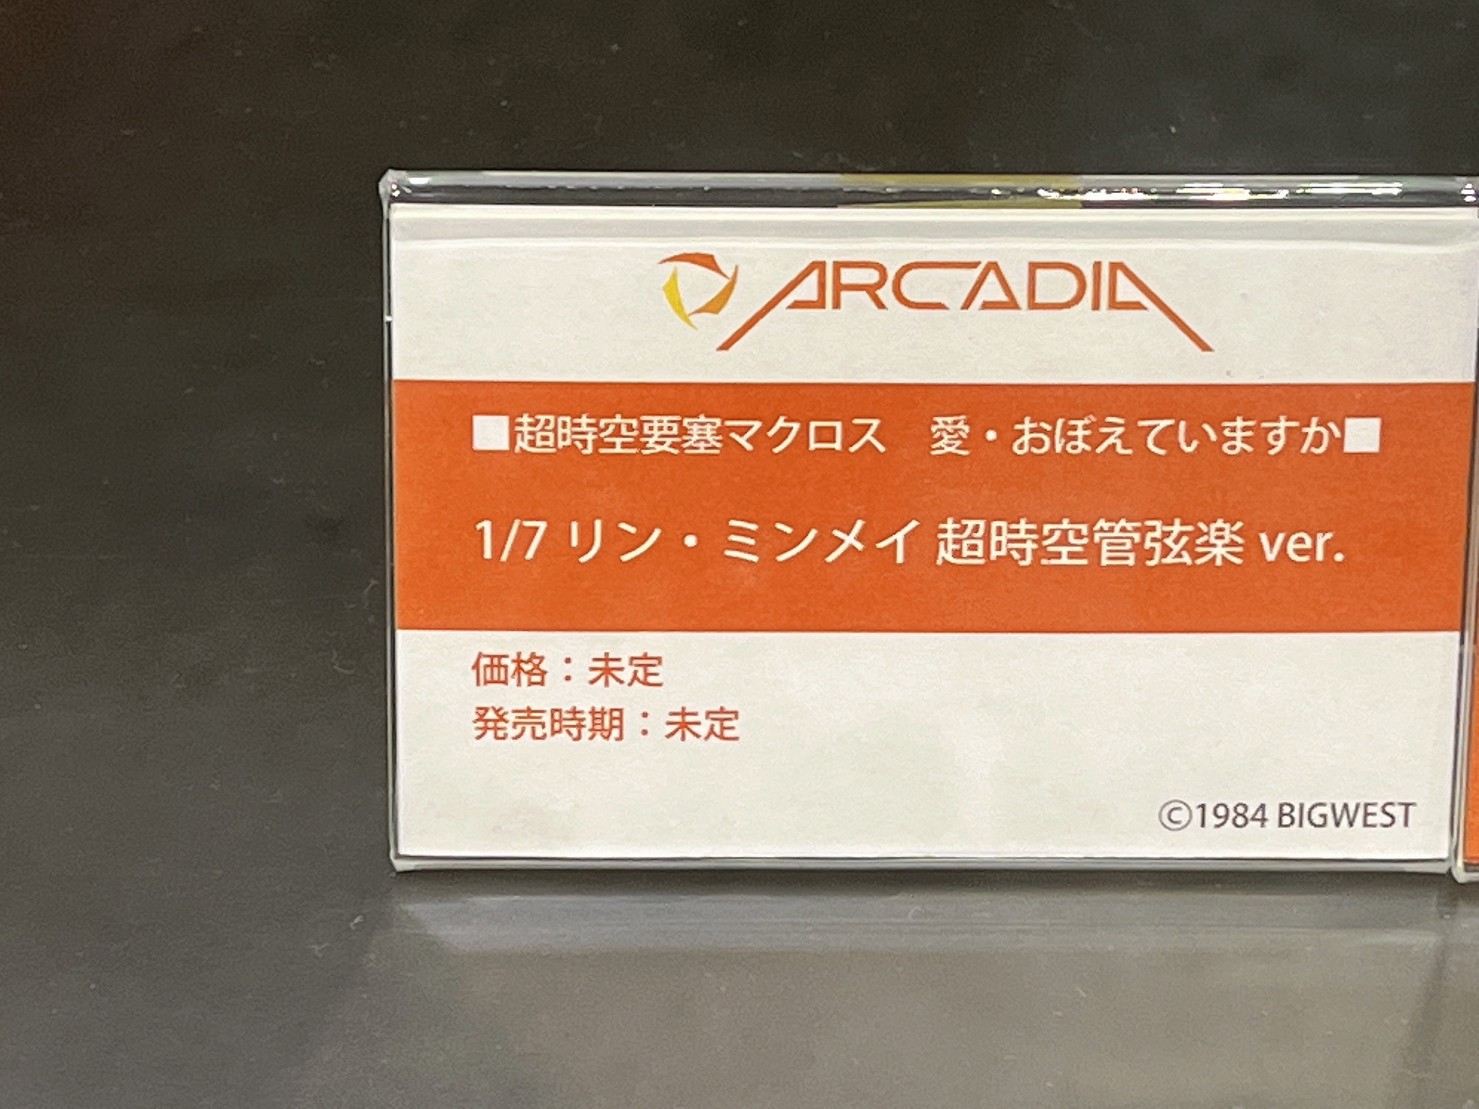 ARCADIA
■超時空要塞マクロス　愛・おぼえていますか■
1/7 リン・ミンメイ 超時空管弦楽 ver.
価格：未定
発売時期：未定
©1984 BIGWEST